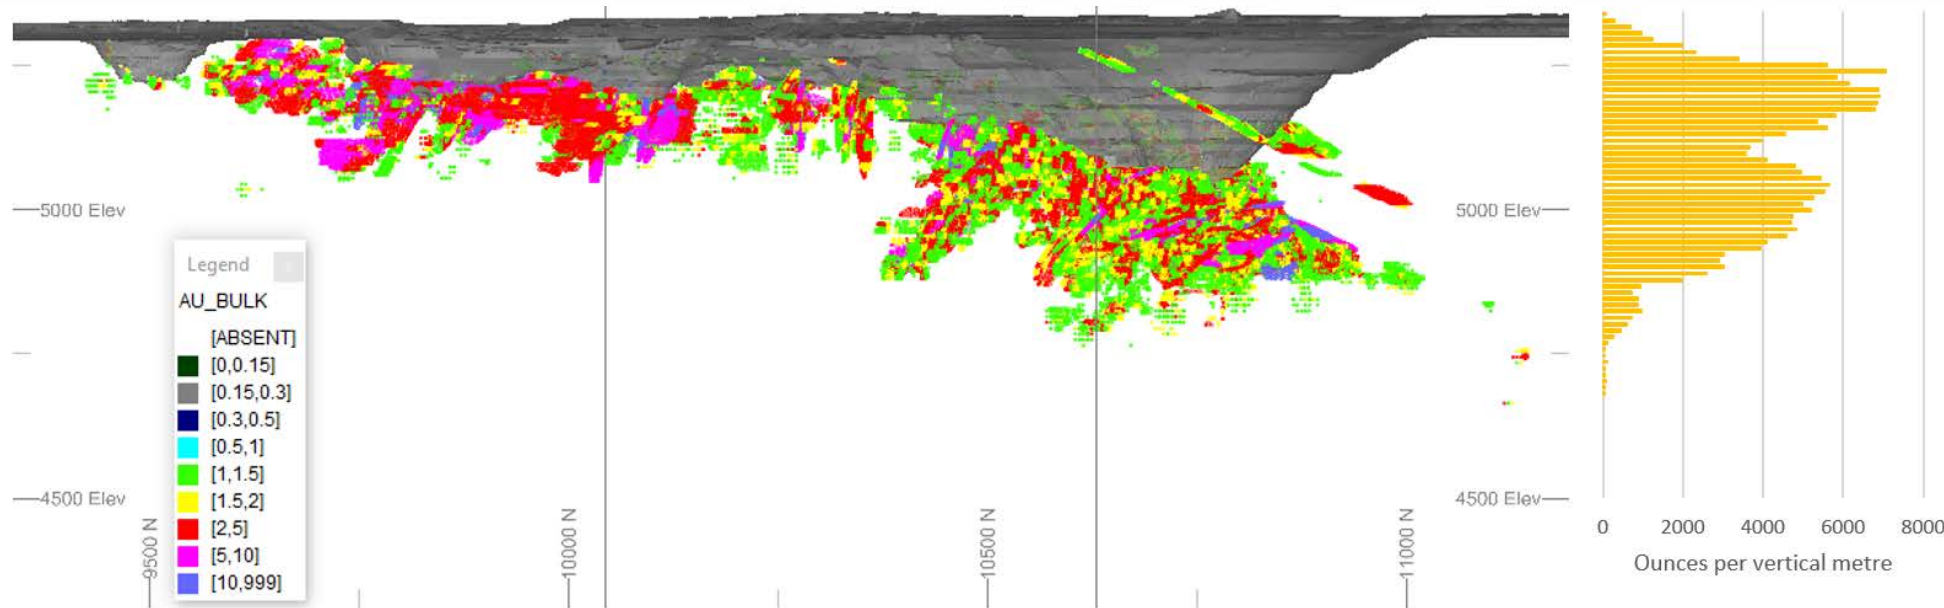 5000 Elev
5000 Elev
Legend
AU_BULK
[ABSENT]
[0,0.15]
[0.15,0.3]
[0.3,0.5]
[0.5,1]
[1,1.5]
[1.5,2]
[2,5]
[5,10]
[10,999]
4500 Elev
4500 Elev
9500 N
10000 N
10500 N
11000 N
0 2000 4000 6000 8000
Ounces per vertical metre